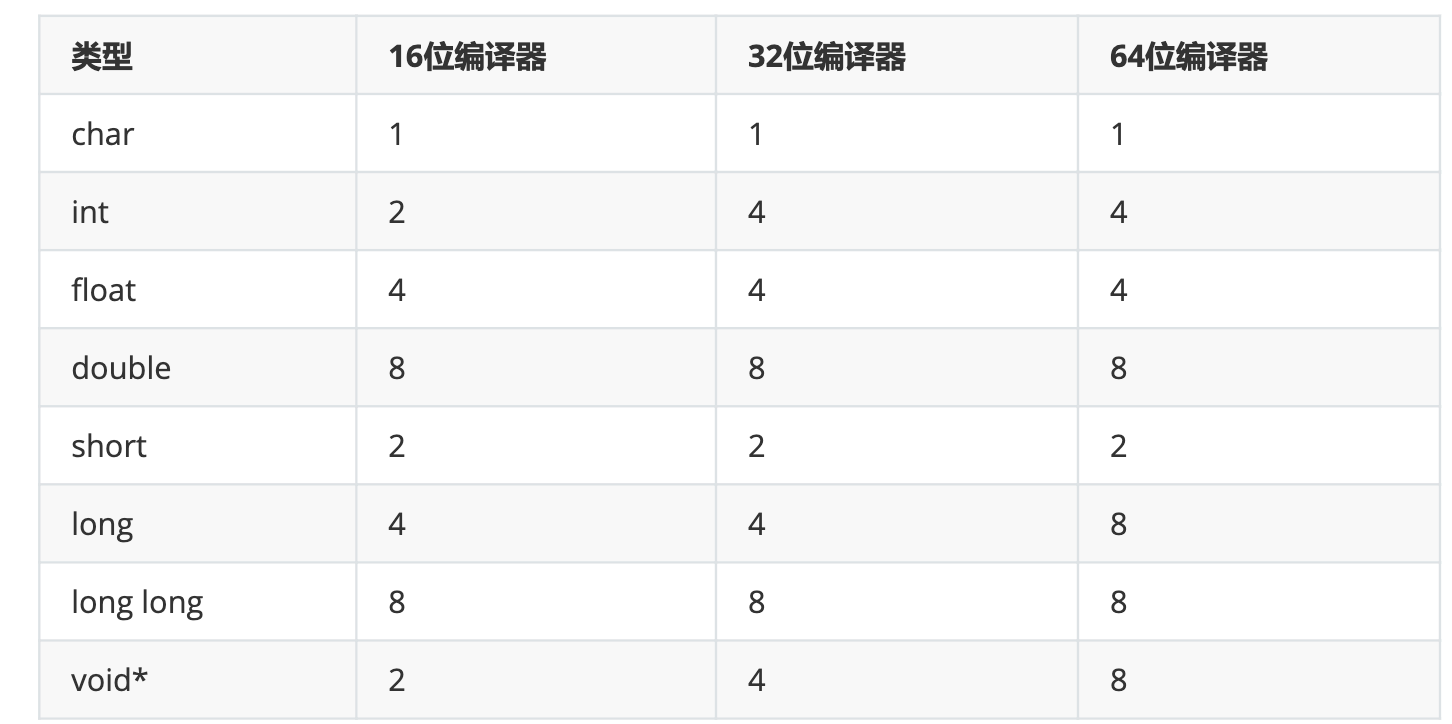 类型 16位编译器 32位编译器 64位编译器
char 1 1 1
int 2 4 4
float 4 4 4
double 8 8 8
short 2 2 2
long 4 4 8
long long 8 8 8
void* 2 4 8